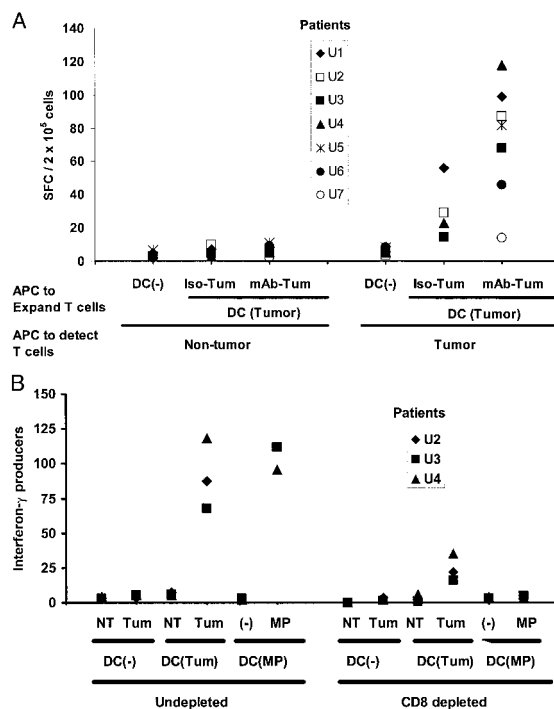 A
Patients
U1
U2
U3
U4
U5
U6
U7
SFC / 2 x 10⁵ cells
140
120
100
80
60
40
20
0
DC(-) Iso-Tum mAb-Tum DC(-) Iso-Tum mAb-Tum
APC to
Expand T cells
DC (Tumor) DC (Tumor)
APC to detect
T cells
Non-tumor Tumor
B
Patients
U2
U3
U4
Interferon-γ producers
150
125
100
75
50
25
0
NT Tum NT Tum (-) MP NT Tum NT Tum (-) MP
DC(-) DC(Tum) DC(MP) DC(-) DC(Tum) DC(MP)
Undepleted CD8 depleted